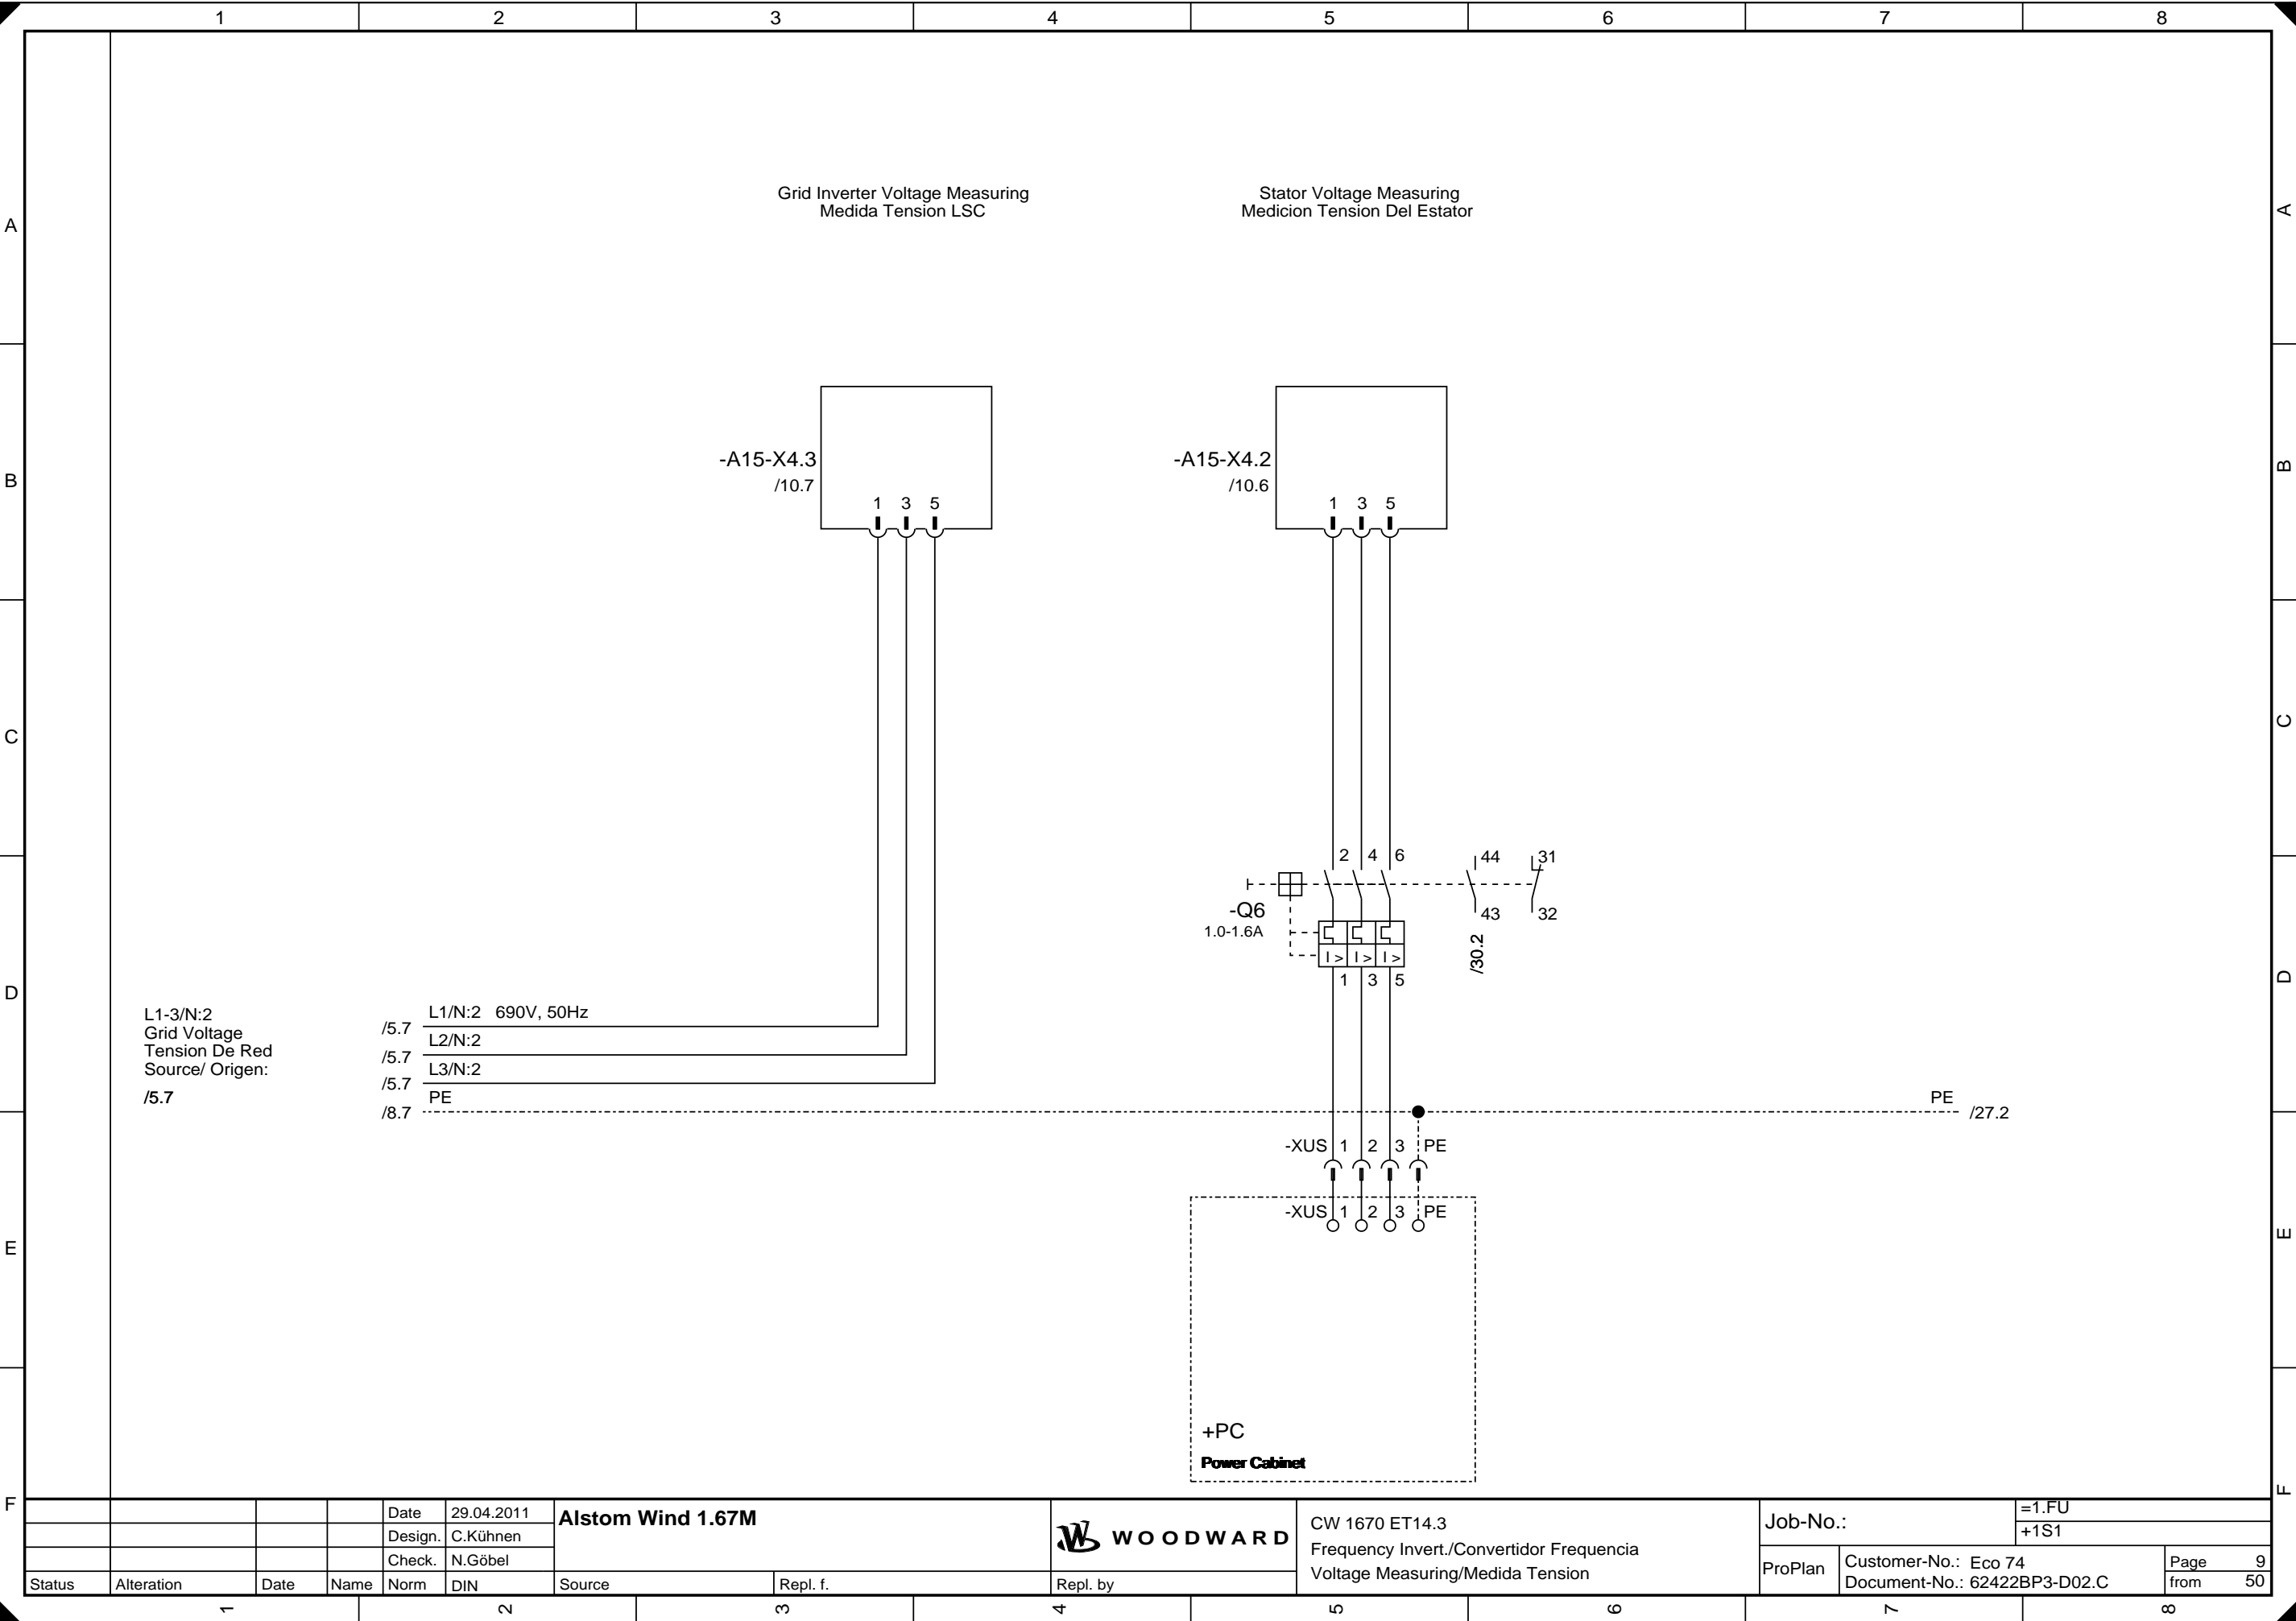 1 2 3 4 5 6 7 8
Grid Inverter Voltage Measuring
Medida Tension LSC
Stator Voltage Measuring
Medicion Tension Del Estator
A A
-A15-X4.3
/10.7
1 3 5
-A15-X4.2
/10.6
1 3 5
B B
C C
2 4 6 44 31
-Q6
1.0-1.6A
43 32
I > I > I >
/30.2
1 3 5
D D
L1-3/N:2
Grid Voltage
Tension De Red
Source/ Origen:
/5.7
/5.7 L1/N:2 690V, 50Hz
/5.7 L2/N:2
/5.7 L3/N:2
/8.7 PE
PE /27.2
-XUS 1 2 3 PE
-XUS 1 2 3 PE
E E
+PC
Power Cabinet
F F
Date 29.04.2011
Design. C.Kühnen
Check. N.Göbel
Status Alteration Date Name Norm DIN
Alstom Wind 1.67M
Source Repl. f. Repl. by
W WOODWARD
CW 1670 ET14.3
Frequency Invert./Convertidor Frequencia
Voltage Measuring/Medida Tension
Job-No.:
=1.FU
+1S1
ProPlan
Customer-No.: Eco 74
Document-No.: 62422BP3-D02.C
Page 9
from 50
1 2 3 4 5 6 7 8